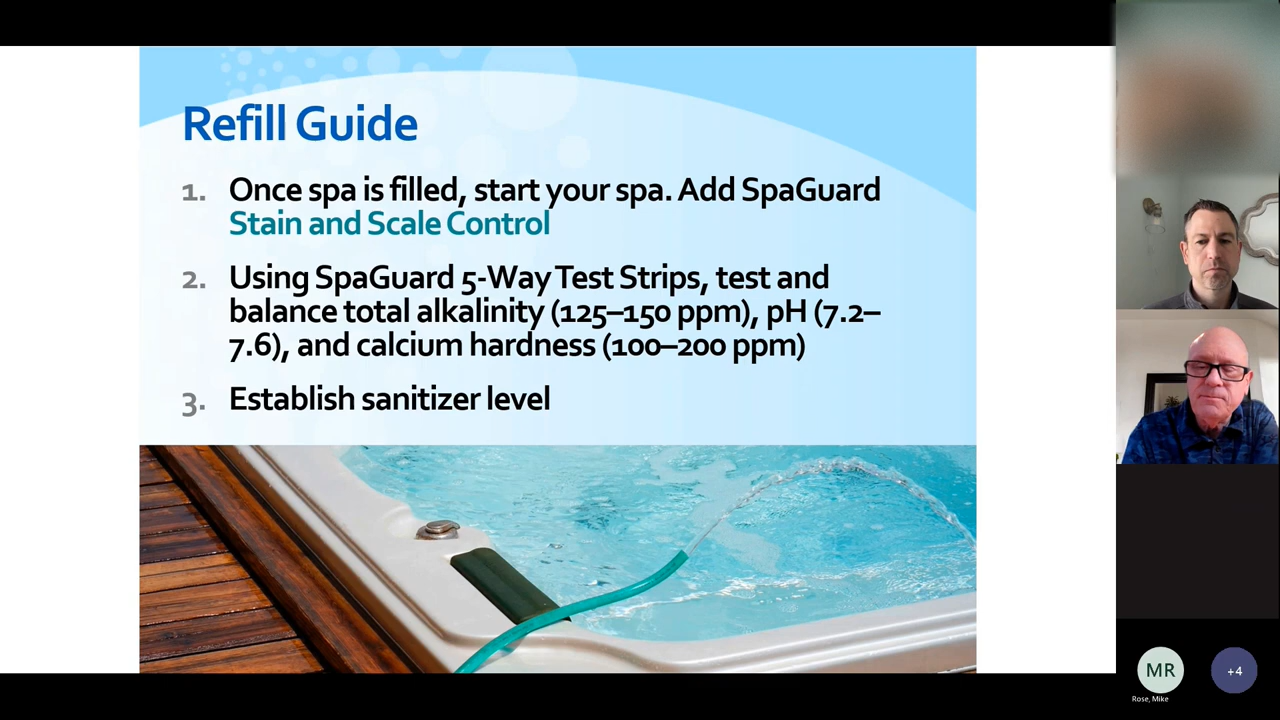 Refill Guide
1. Once spa is filled, start your spa. Add SpaGuard
Stain and Scale Control
2. Using SpaGuard 5-Way Test Strips, test and
balance total alkalinity (125–150 ppm), pH (7.2–
7.6), and calcium hardness (100–200 ppm)
3. Establish sanitizer level
MR
+4
Rose, Mike